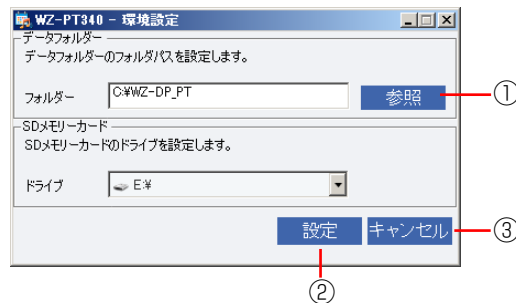 WZ-PT340 - 環境設定
データフォルダー
データフォルダーのフォルダパスを設定します。
フォルダー C:¥WZ-DP_PT 参照 ①
SDメモリーカード
SDメモリーカードのドライブを設定します。
ドライブ E:¥
設定 キャンセル ③
②